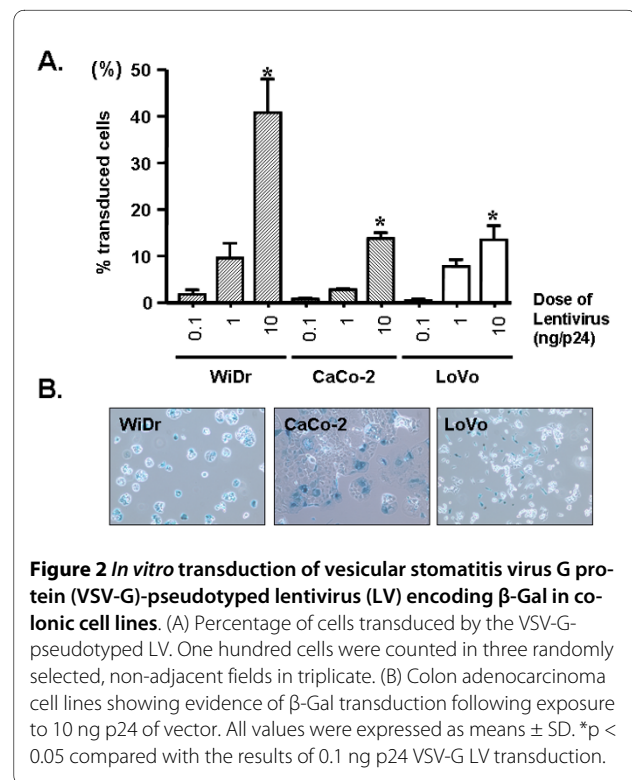 A.
(%)
50
*
40
30
20
10
0
% transduced cells
*
*
0.1 1 10 0.1 1 10 0.1 1 10
Dose of
Lentivirus
(ng/p24)
WiDr CaCo-2 LoVo
B.
WiDr CaCo-2 LoVo
Figure 2 In vitro transduction of vesicular stomatitis virus G pro-
tein (VSV-G)-pseudotyped lentivirus (LV) encoding β-Gal in co-
lonic cell lines. (A) Percentage of cells transduced by the VSV-G-
pseudotyped LV. One hundred cells were counted in three randomly
selected, non-adjacent fields in triplicate. (B) Colon adenocarcinoma
cell lines showing evidence of β-Gal transduction following exposure
to 10 ng p24 of vector. All values were expressed as means ± SD. *p <
0.05 compared with the results of 0.1 ng p24 VSV-G LV transduction.